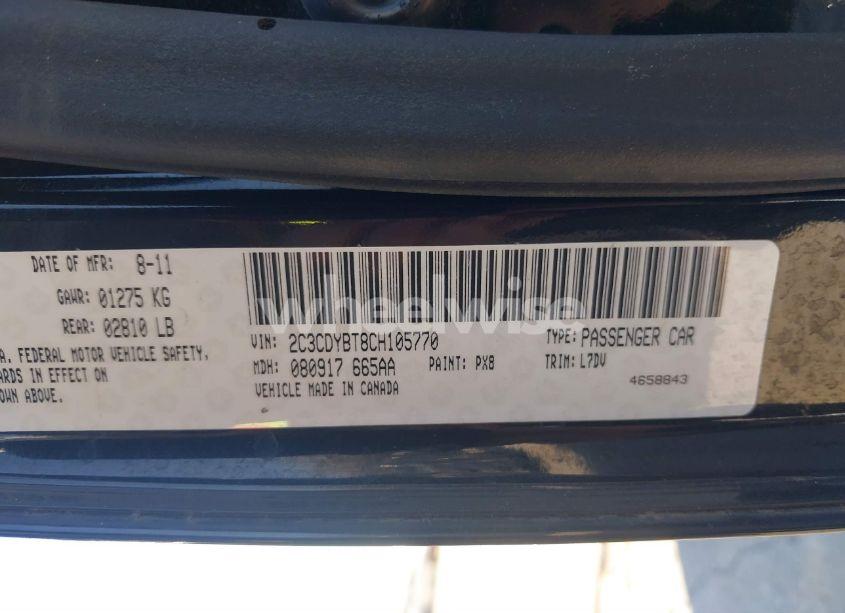 DATE OF MFR: 8-11
GAWR: 01275 KG
REAR: 02810 LB
FEDERAL MOTOR VEHICLE SAFETY,
ARDS IN EFFECT ON
OWN ABOVE.
wheelwise
VIN: 2C3CDYBT8CH105770
TYPE: PASSENGER CAR
MDH: 080917 665AA PAINT: PX8 TRIM: L7DV
VEHICLE MADE IN CANADA
4658843